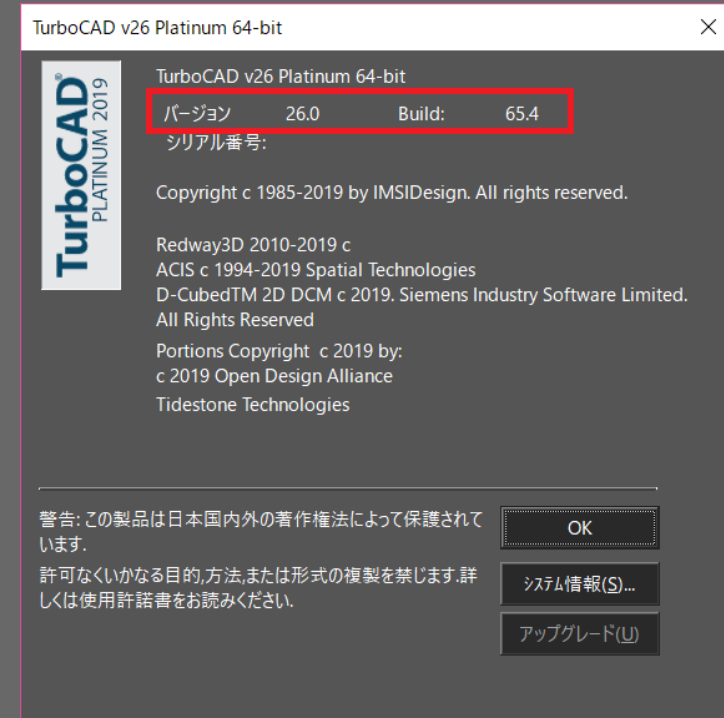 TurboCAD v26 Platinum 64-bit
TurboCAD®
PLATINUM 2019
TurboCAD v26 Platinum 64-bit
バージョン 26.0 Build: 65.4
シリアル番号:
Copyright c 1985-2019 by IMSIDesign. All rights reserved.
Redway3D 2010-2019 c
ACIS c 1994-2019 Spatial Technologies
D-CubedTM 2D DCM c 2019. Siemens Industry Software Limited.
All Rights Reserved
Portions Copyright c 2019 by:
c 2019 Open Design Alliance
Tidestone Technologies
警告: この製品は日本国内外の著作権法によって保護されて
います.
許可なくいかなる目的,方法,または形式の複製を禁じます.詳
しくは使用許諾書をお読みください.
OK
システム情報(S)...
アップグレード(U)